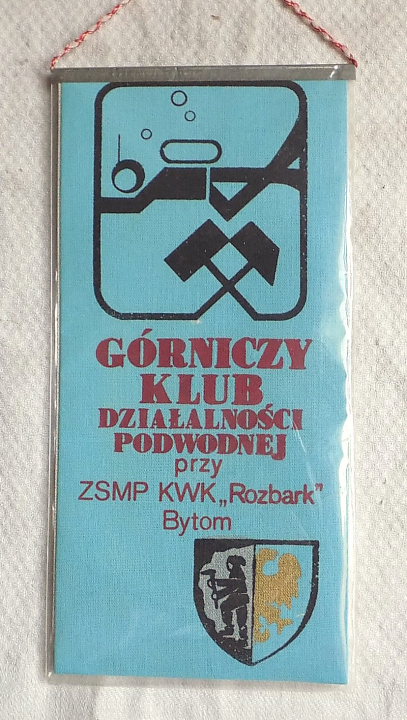 GÓRNICZY
KLUB
DZIAŁALNOŚCI
PODWODNEJ
przy
ZSMP KWK „Rozbark”
Bytom